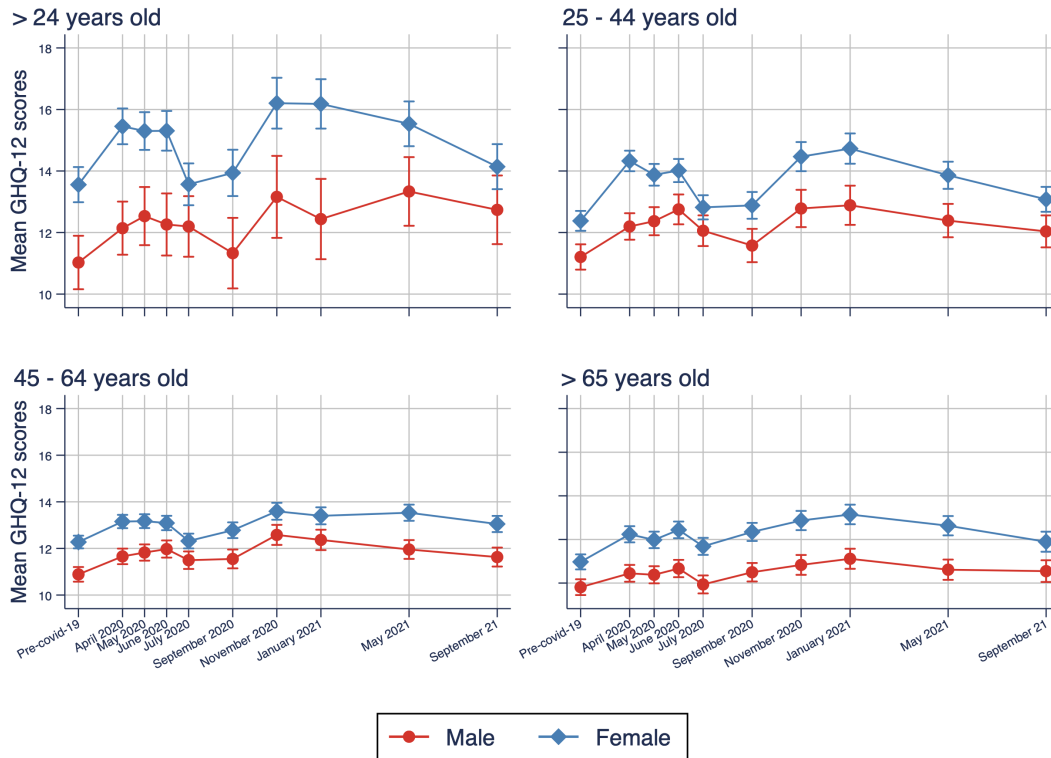 > 24 years old
25 - 44 years old
Mean GHQ-12 scores
18
16
14
12
10
45 - 64 years old
> 65 years old
Mean GHQ-12 scores
18
16
14
12
10
Pre-covid-19
April 2020
May 2020
June 2020
July 2020
September 2020
November 2020
January 2021
May 2021
September 21
Pre-covid-19
April 2020
May 2020
June 2020
July 2020
September 2020
November 2020
January 2021
May 2021
September 21
Male
Female